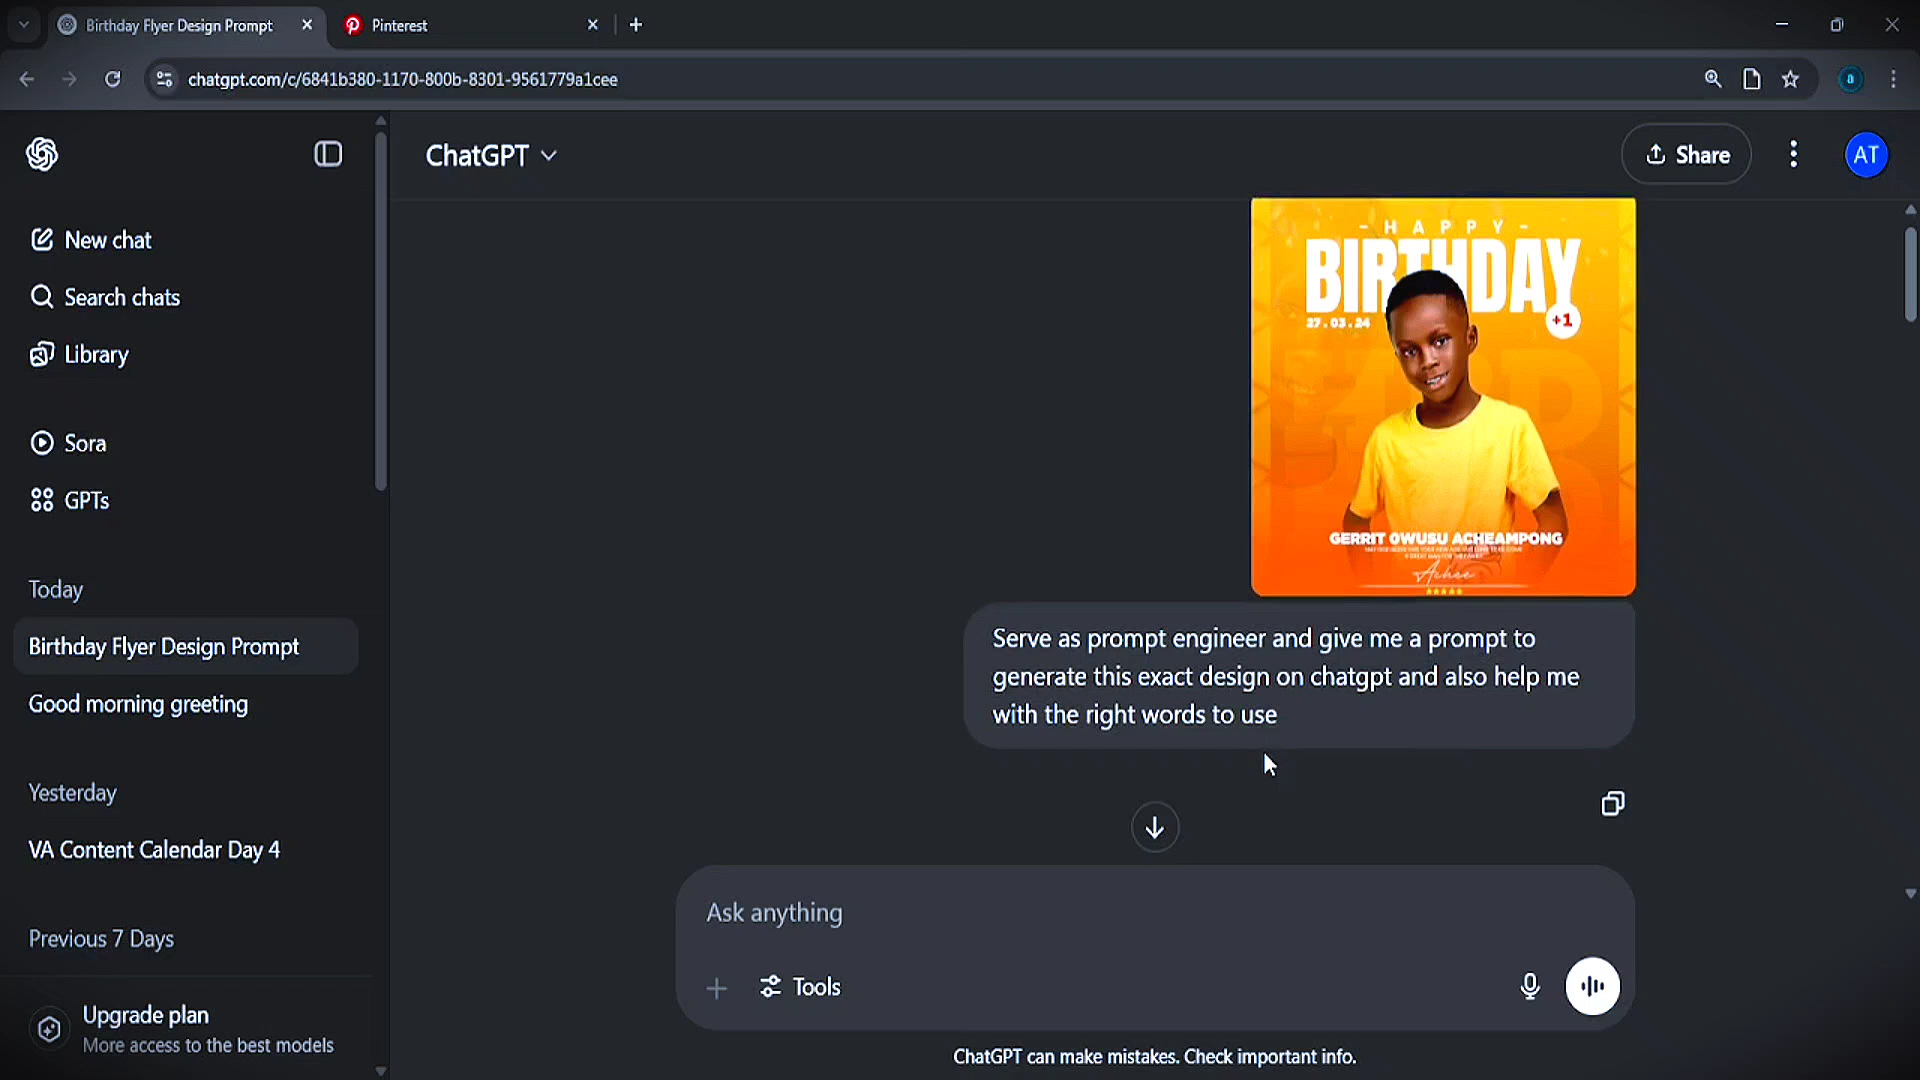 Birthday Flyer Design Prompt
Pinterest
chatgpt.com/c/6841b380-1170-800b-8301-9561779a1cee
a
ChatGPT
Share
AT
New chat
Search chats
Library
Sora
GPTs
Today
Birthday Flyer Design Prompt
Good morning greeting
Yesterday
VA Content Calendar Day 4
Previous 7 Days
Upgrade plan
More access to the best models
- HAPPY -
BIRTHDAY
27.03.24
+1
GERRIT OWUSU ACHEAMPONG
Achee
Serve as prompt engineer and give me a prompt to
generate this exact design on chatgpt and also help me
with the right words to use
Ask anything
Tools
ChatGPT can make mistakes. Check important info.